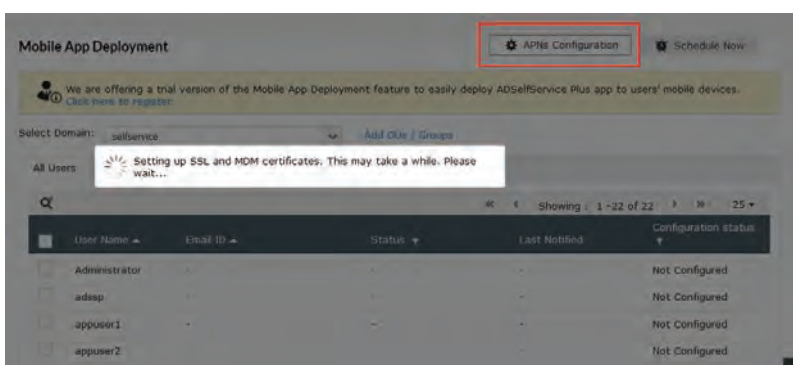 Mobile App Deployment
APNs Configuration
Schedule Now
We are offering a trial version of the Mobile App Deployment feature to easily deploy ADSelfService Plus app to users' mobile devices.
Click here to register
Select Domain:
selfservice
Add OUs / Groups
All Users
Setting up SSL and MDM certificates. This may take a while. Please
wait...
Showing : 1 -22 of 22
25
User Name
Email ID
Status
Last Notified
Configuration status
Administrator - - - Not Configured
adssp - - - Not Configured
appuser1 - - - Not Configured
appuser2 - Not Configured